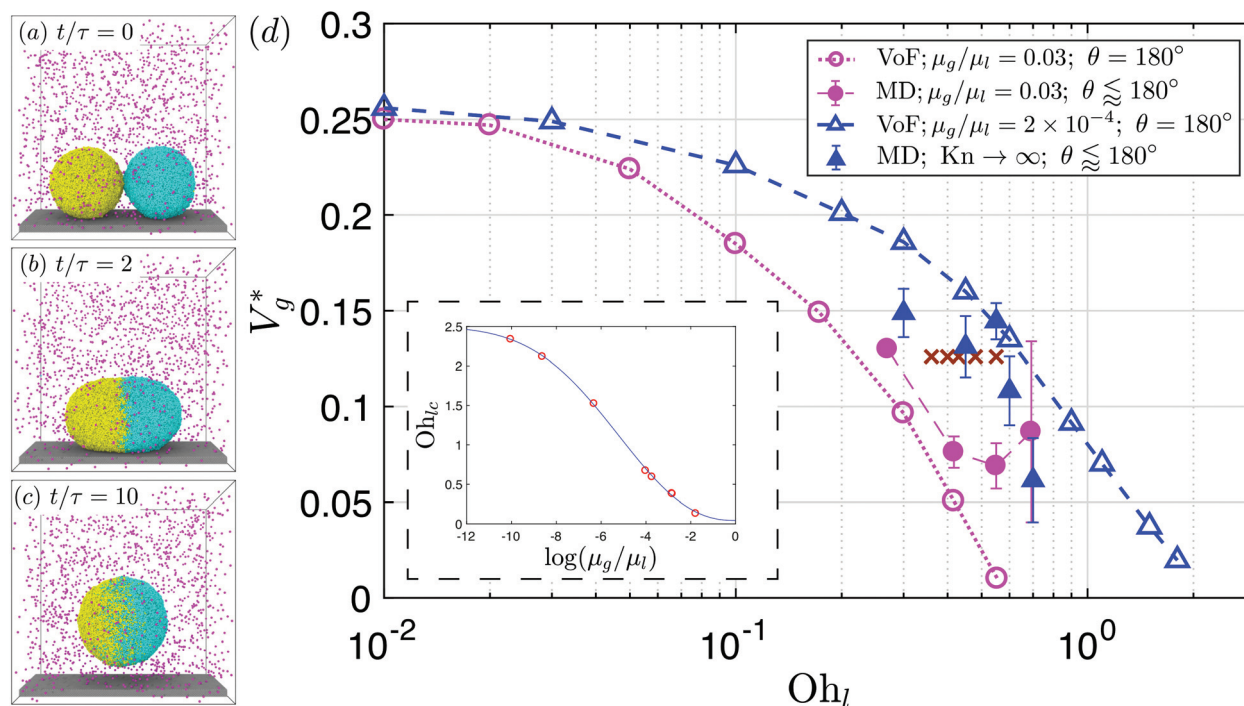 (a) t/τ = 0
(b) t/τ = 2
(c) t/τ = 10
(d)
V*g
0.3
0.25
0.2
0.15
0.1
0.05
0
10⁻²
10⁻¹
10⁰
Ohₗ
VoF; μg/μl = 0.03; θ = 180°
MD; μg/μl = 0.03; θ ⪅ 180°
VoF; μg/μl = 2 × 10⁻⁴; θ = 180°
MD; Kn → ∞; θ ⪅ 180°
Oh_lc
2.5
2
1.5
1
0.5
0
-12 -10 -8 -6 -4 -2 0
log(μg/μl)